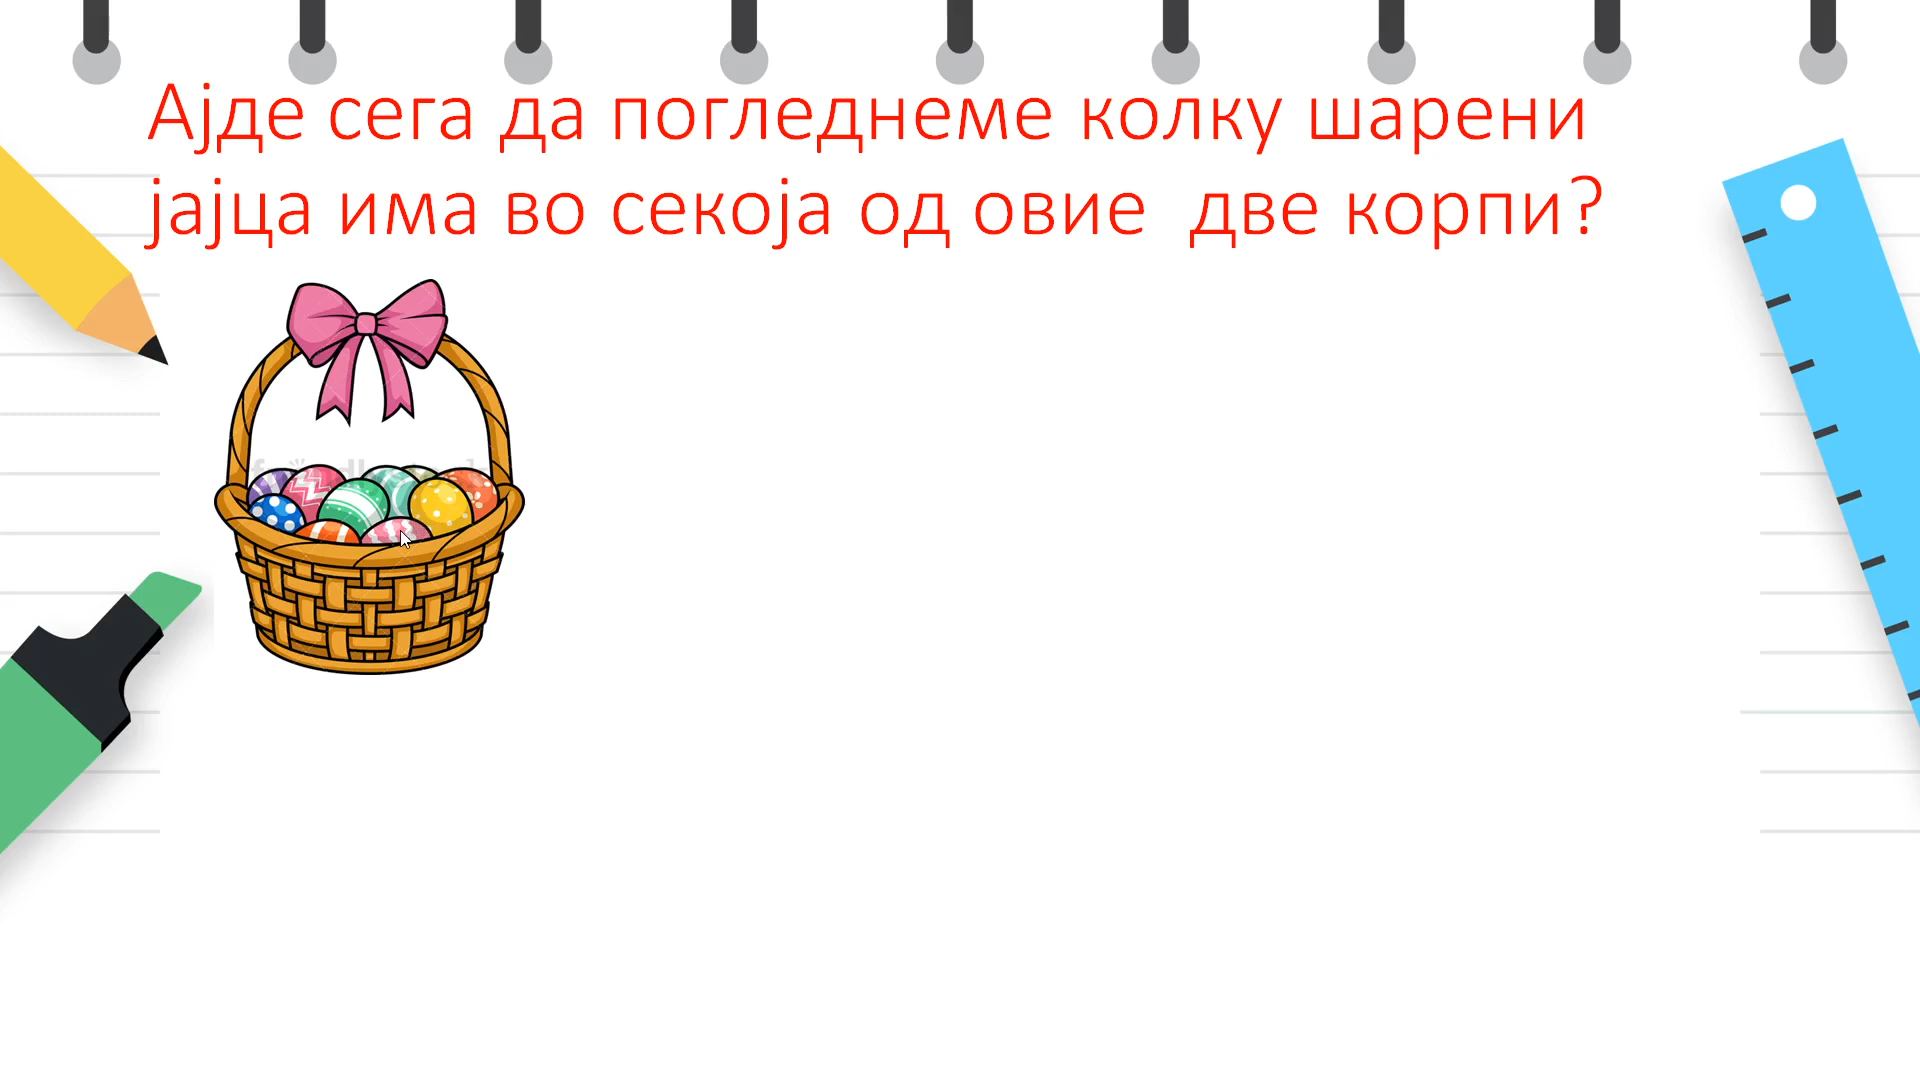 Ајде сега да погледнеме колку шарени
јајца има во секоја од овие  две корпи?